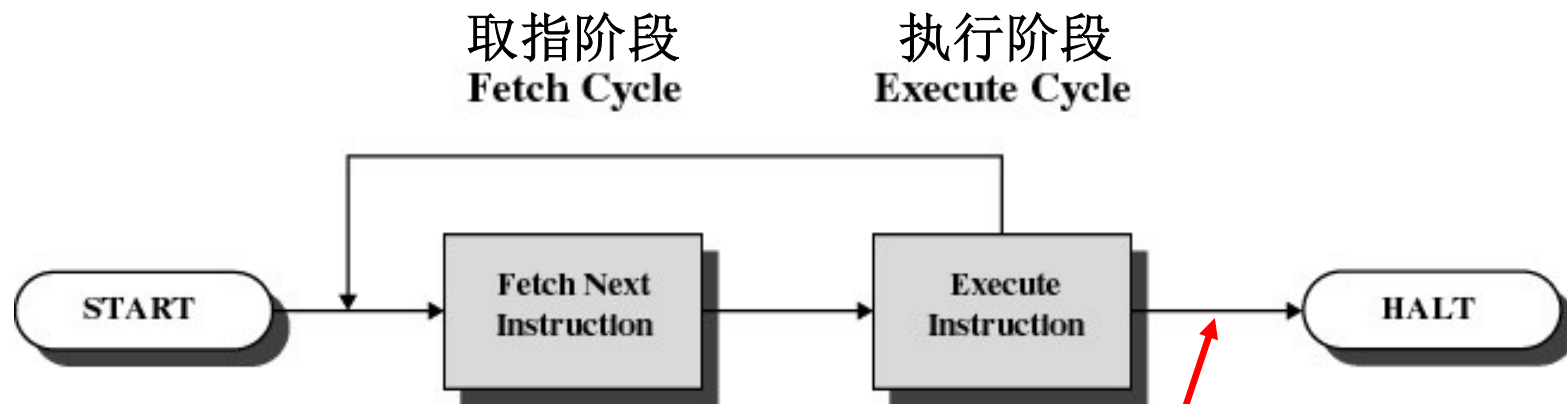 取指阶段 执行阶段
Fetch Cycle Execute Cycle
START
Fetch Next
Instruction
Execute
Instruction
HALT